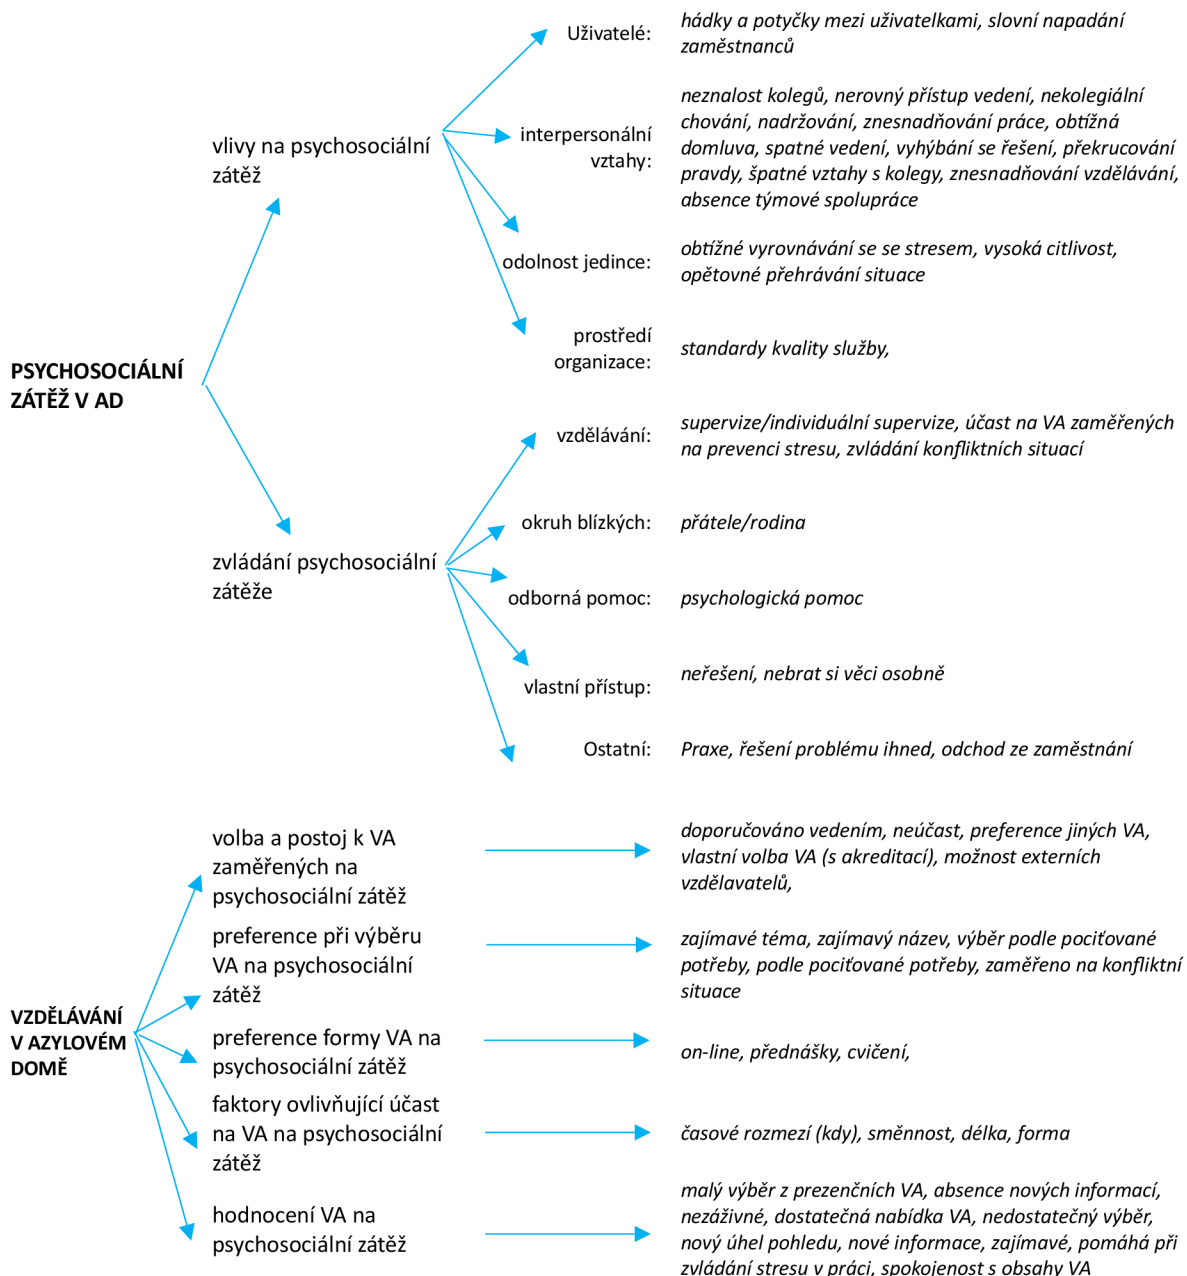 Uživatelé:
hádky a potyčky mezi uživatelkami, slovní napadání
zaměstnanců
vlivy na psychosociální
zátěž
interpersonální
vztahy:
neznalost kolegů, nerovný přístup vedení, nekolegiální
chování, nadržování, znesnadňování práce, obtížná
domluva, spatné vedení, vyhýbání se řešení, překrucování
pravdy, špatné vztahy s kolegy, znesnadňování vzdělávání,
absence týmové spolupráce
odolnost jedince:
obtížné vyrovnávání se se stresem, vysoká citlivost,
opětovné přehrávání situace
prostředí
organizace:
standardy kvality služby,
PSYCHOSOCIÁLNÍ
ZÁTĚŽ V AD
vzdělávání:
supervize/individuální supervize, účast na VA zaměřených
na prevenci stresu, zvládání konfliktních situací
okruh blízkých:
přátele/rodina
zvládání psychosociální
zátěže
odborná pomoc:
psychologická pomoc
vlastní přístup:
neřešení, nebrat si věci osobně
Ostatní:
Praxe, řešení problému ihned, odchod ze zaměstnání
volba a postoj k VA
zaměřených na
psychosociální zátěž
doporučováno vedením, neúčast, preference jiných VA,
vlastní volba VA (s akreditací), možnost externích
vzdělavatelů,
preference při výběru
VA na psychosociální
zátěž
zajímavé téma, zajímavý název, výběr podle pociťované
potřeby, podle pociťované potřeby, zaměřeno na konfliktní
situace
VZDĚLÁVÁNÍ
V AZYLOVÉM
DOMĚ
preference formy VA na
psychosociální zátěž
on-line, přednášky, cvičení,
faktory ovlivňující účast
na VA na psychosociální
zátěž
časové rozmezí (kdy), směnnost, délka, forma
hodnocení VA na
psychosociální zátěž
malý výběr z prezenčních VA, absence nových informací,
nezáživné, dostatečná nabídka VA, nedostatečný výběr,
nový úhel pohledu, nové informace, zajímavé, pomáhá při
zvládání stresu v práci, spokojenost s obsahy VA